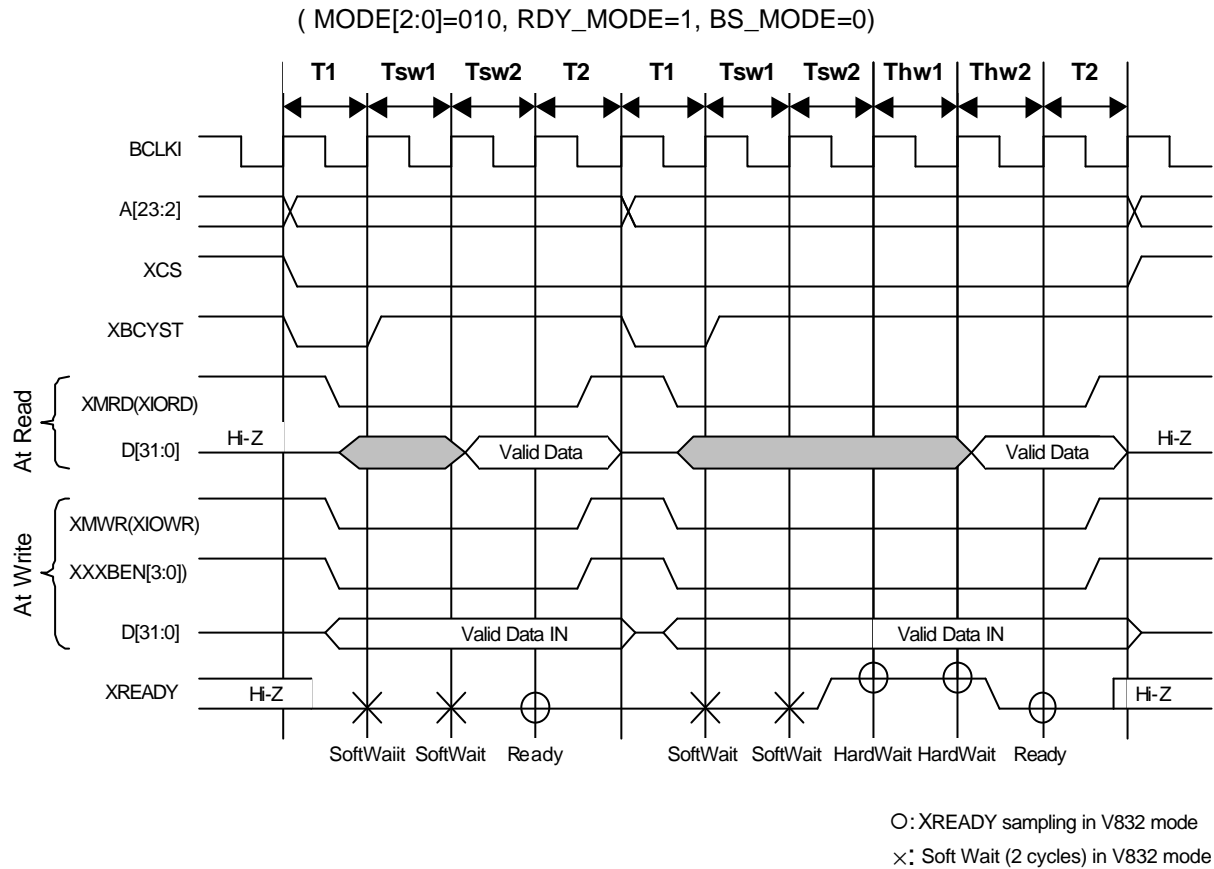 ( MODE[2:0]=010, RDY_MODE=1, BS_MODE=0)
T1 Tsw1 Tsw2 T2 T1 Tsw1 Tsw2 Thw1 Thw2 T2
BCLKI
A[23:2]
XCS
XBCYST
At Read
XMRD(XIORD)
D[31:0] Hi-Z Valid Data Valid Data Hi-Z
At Write
XMWR(XIOWR)
XXXBEN[3:0])
D[31:0] Valid Data IN Valid Data IN
XREADY Hi-Z Hi-Z
SoftWaiit SoftWait Ready SoftWait SoftWait HardWait HardWait Ready
○: XREADY sampling in V832 mode
×: Soft Wait (2 cycles) in V832 mode